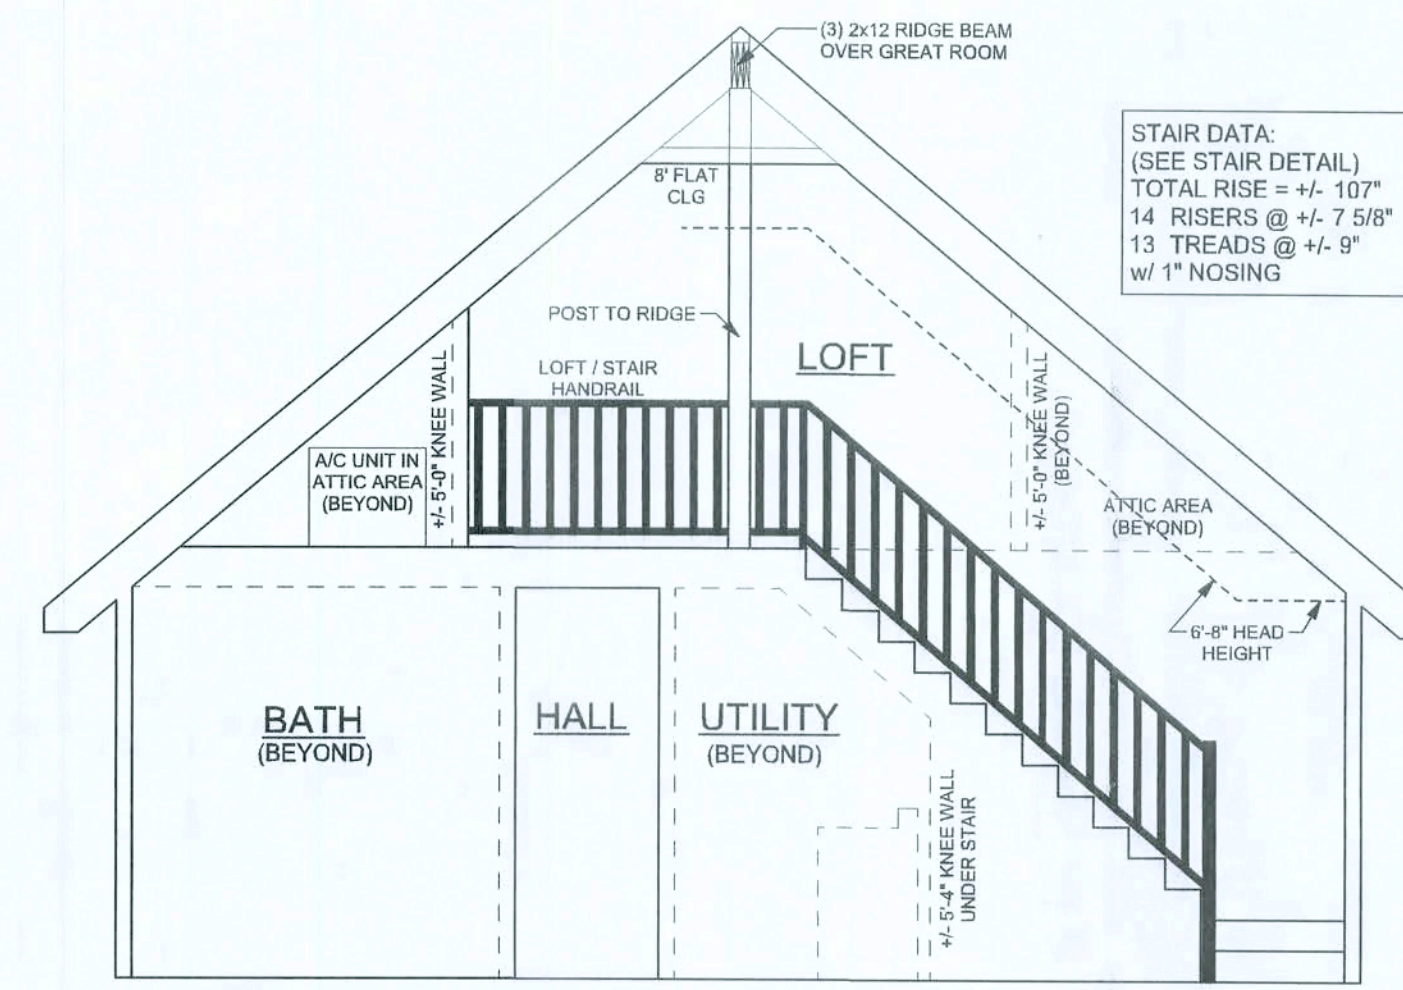 (3) 2x12 RIDGE BEAM
OVER GREAT ROOM
STAIR DATA:
(SEE STAIR DETAIL)
TOTAL RISE = +/- 107"
14 RISERS @ +/- 7 5/8"
13 TREADS @ +/- 9"
w/ 1" NOSING
8' FLAT
CLG
POST TO RIDGE
LOFT
LOFT / STAIR
HANDRAIL
+/- 5'-0" KNEE WALL
+/- 5'-0" KNEE WALL
(BEYOND)
A/C UNIT IN
ATTIC AREA
(BEYOND)
ATTIC AREA
(BEYOND)
6'-8" HEAD
HEIGHT
BATH
(BEYOND)
HALL
UTILITY
(BEYOND)
+/- 5'-4" KNEE WALL
UNDER STAIR